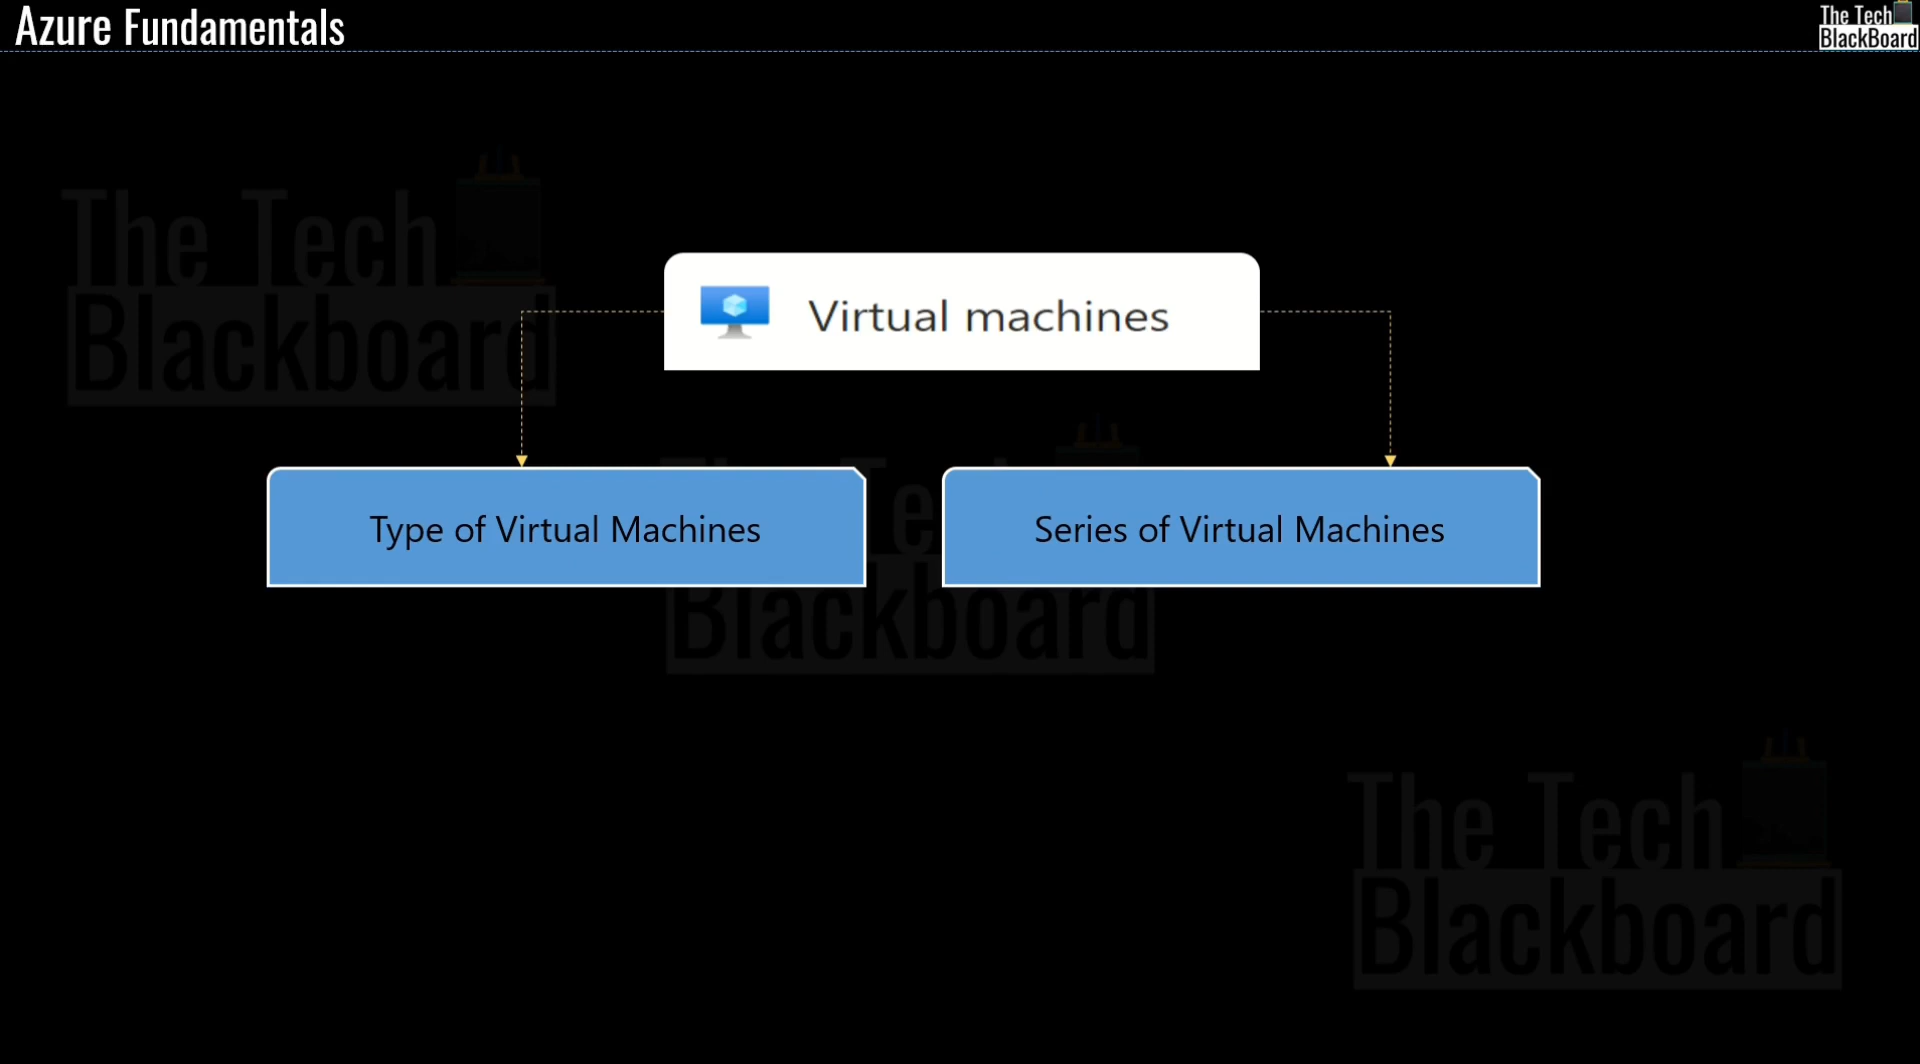 Azure Fundamentals
The Tech
BlackBoard
The Tech
Blackboard
Virtual machines
Type of Virtual Machines
Series of Virtual Machines
Tech
Blackboard
The Tech
Blackboard